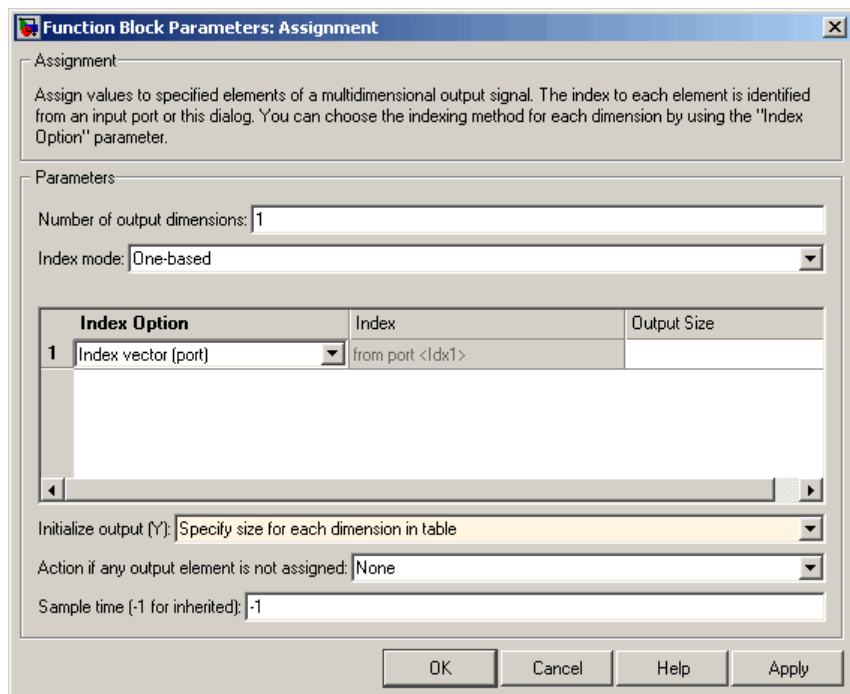 Function Block Parameters: Assignment
Assignment
Assign values to specified elements of a multidimensional output signal. The index to each element is identified
from an input port or this dialog. You can choose the indexing method for each dimension by using the "Index
Option" parameter.
Parameters
Number of output dimensions: 1
Index mode: One-based
Index Option Index Output Size
1 Index vector (port) from port <Idx1>
Initialize output (Y): Specify size for each dimension in table
Action if any output element is not assigned: None
Sample time (-1 for inherited): -1
OK Cancel Help Apply